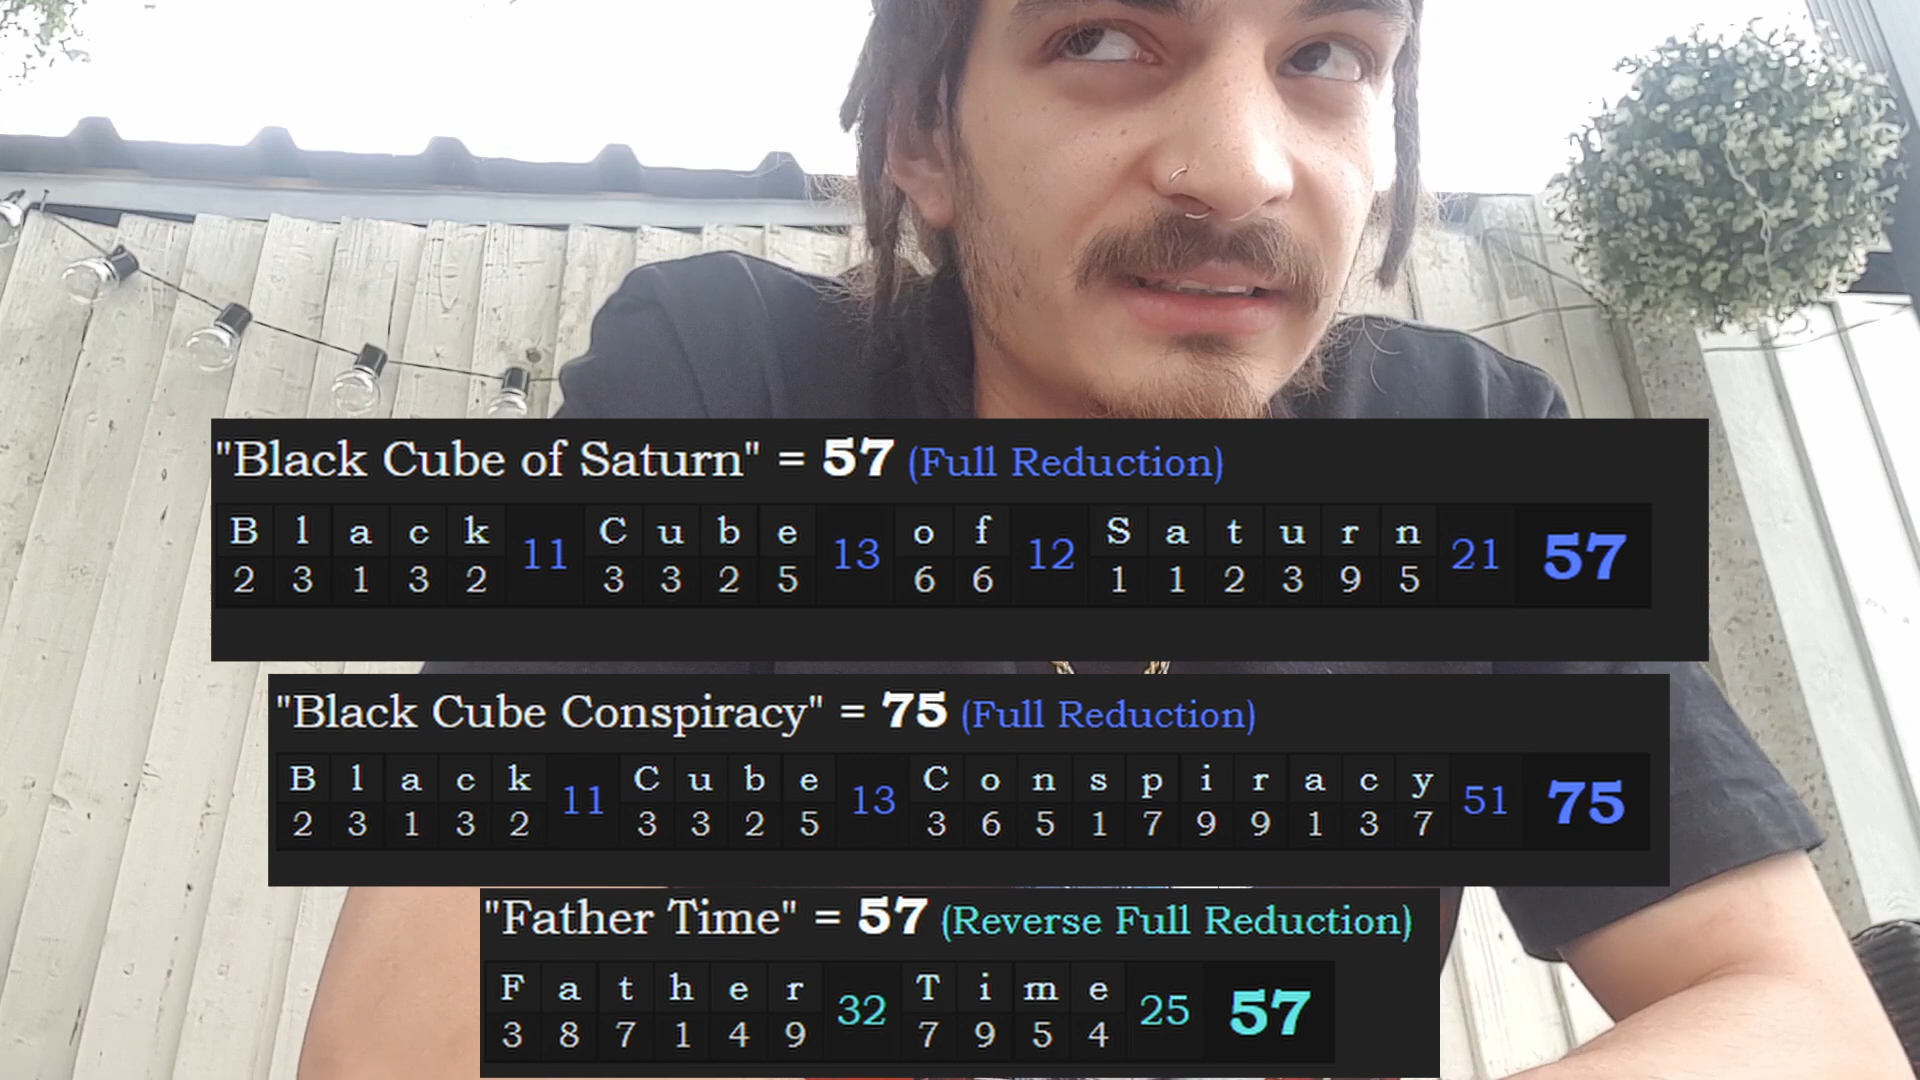 "Black Cube of Saturn" = 57 (Full Reduction)
B l a c k 11 C u b e 13 o f 12 S a t u r n 21 57
2 3 1 3 2 3 3 2 5 6 6 1 1 2 3 9 5
"Black Cube Conspiracy" = 75 (Full Reduction)
B l a c k 11 C u b e 13 C o n s p i r a c y 51 75
2 3 1 3 2 3 3 2 5 3 6 5 1 7 9 9 1 3 7
"Father Time" = 57 (Reverse Full Reduction)
F a t h e r 32 T i m e 25 57
3 8 7 1 4 9 7 9 5 4